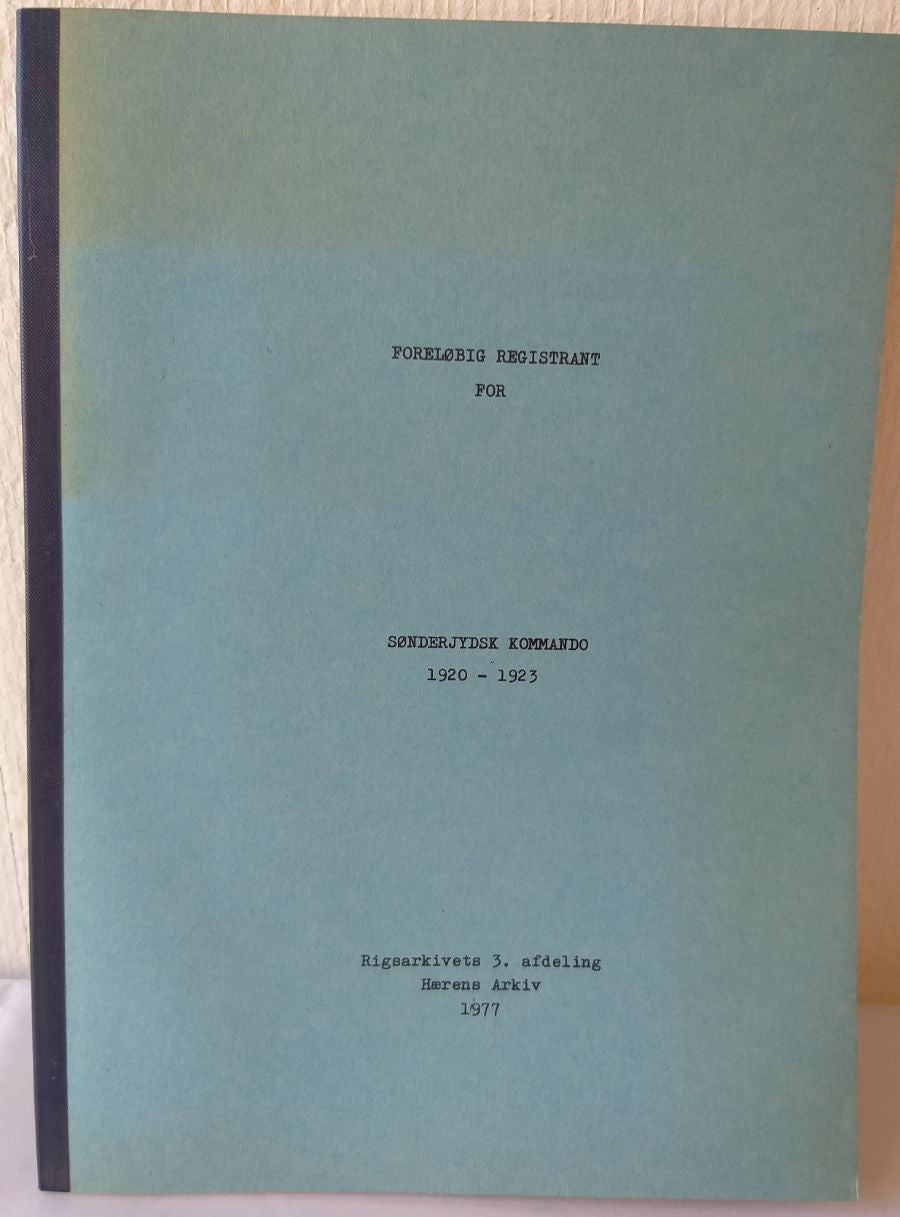 FORELØBIG REGISTRANT
FOR
SØNDERJYDSK KOMMANDO
1920 - 1923
Rigsarkivets 3. afdeling
Hærens Arkiv
1977